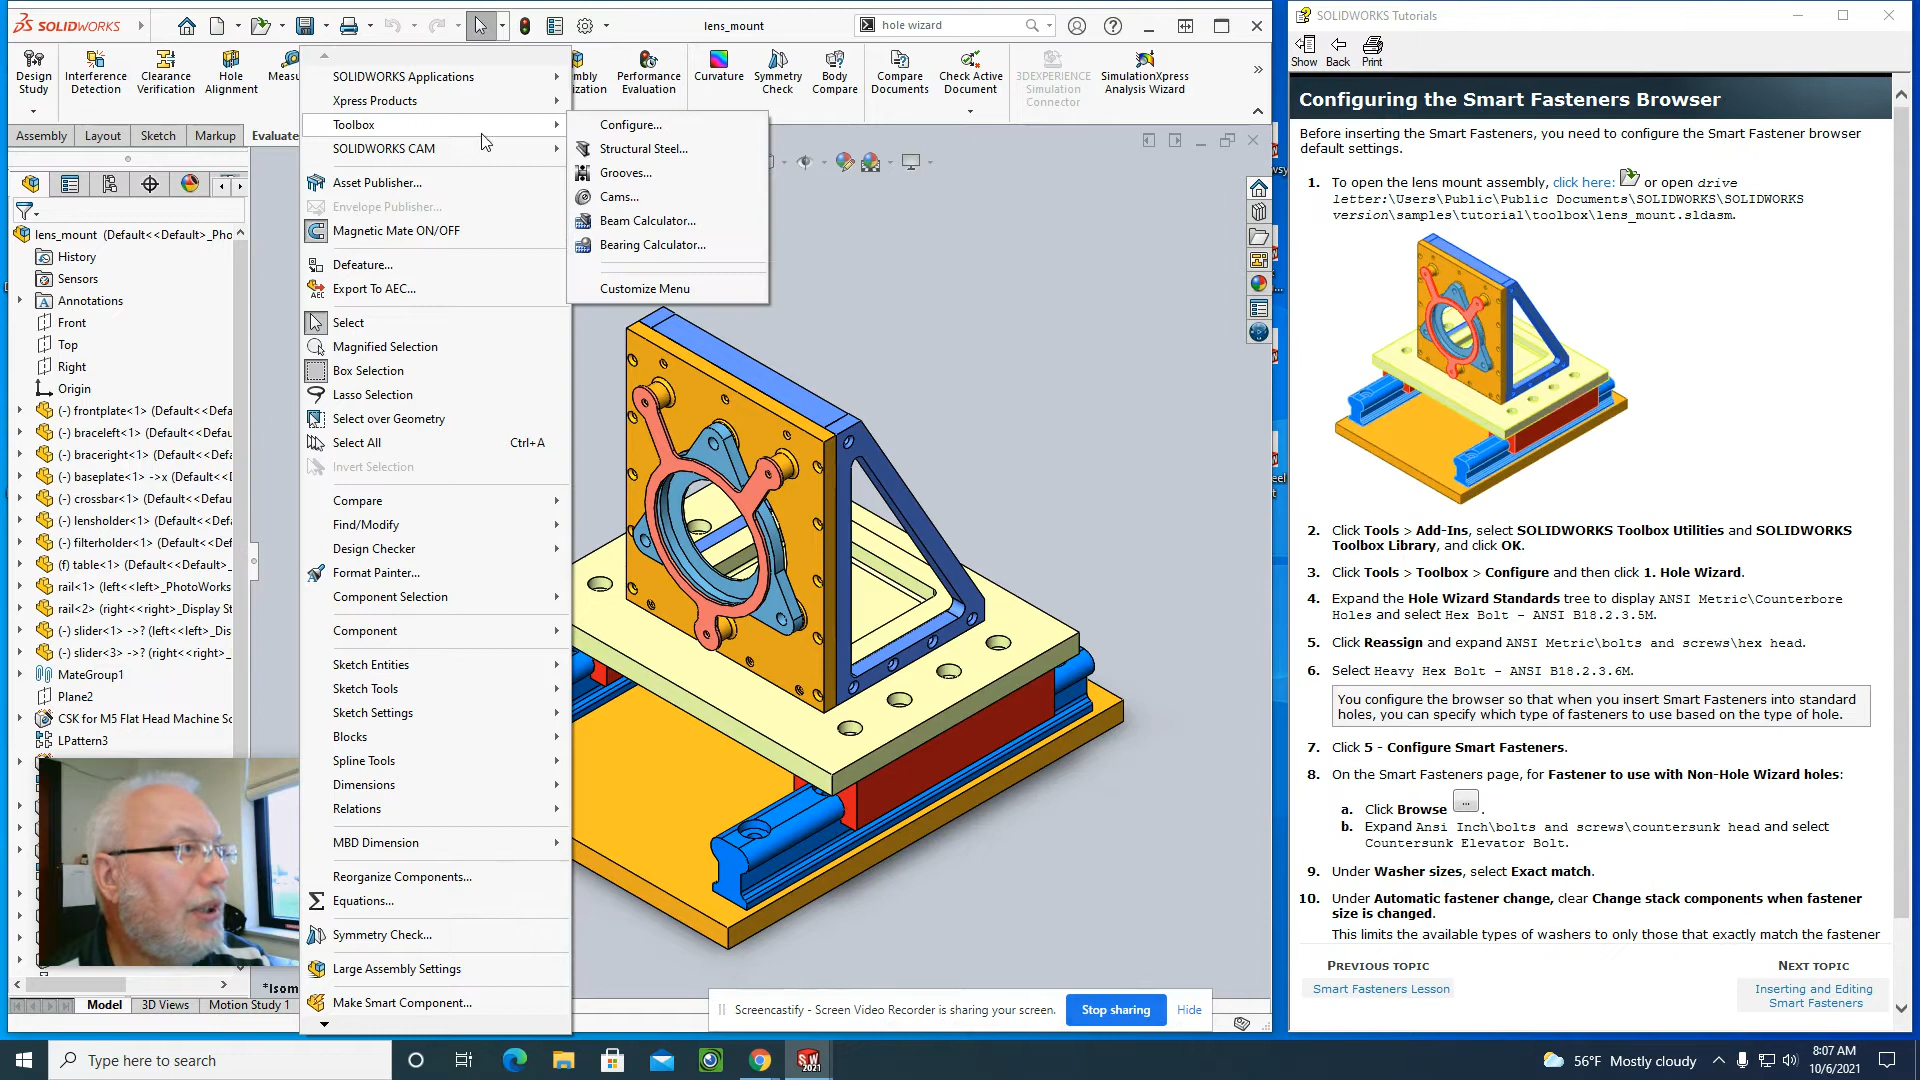 SOLIDWORKS
lens_mount
hole wizard
Design Study
Interference Detection
Clearance Verification
Hole Alignment
Measu
Performance Evaluation
Curvature
Symmetry Check
Body Compare
Compare Documents
Check Active Document
3DEXPERIENCE Simulation Connector
SimulationXpress Analysis Wizard
Assembly
Layout
Sketch
Markup
Evaluate
lens_mount (Default<<Default>_Pho
History
Sensors
Annotations
Front
Top
Right
Origin
(-) frontplate<1> (Default<<Defa
(-) braceleft<1> (Default<<Defau
(-) braceright<1> (Default<<Defa
(-) baseplate<1> ->x (Default<<D
(-) crossbar<1> (Default<<Defau
(-) lensholder<1> (Default<<Def
(-) filterholder<1> (Default<<Def
(f) table<1> (Default<<Default>_
rail<1> (left<<left>_PhotoWorks
rail<2> (right<<right>_Display St
(-) slider<1> ->? (left<<left>_Dis
(-) slider<3> ->? (right<<right>_
MateGroup1
Plane2
CSK for M5 Flat Head Machine Sc
LPattern3
*Isom
Model
3D Views
Motion Study 1
SOLIDWORKS Applications
Xpress Products
Toolbox
SOLIDWORKS CAM
Asset Publisher...
Envelope Publisher...
Magnetic Mate ON/OFF
Defeature...
Export To AEC...
Select
Magnified Selection
Box Selection
Lasso Selection
Select over Geometry
Select All Ctrl+A
Invert Selection
Compare
Find/Modify
Design Checker
Format Painter...
Component Selection
Component
Sketch Entities
Sketch Tools
Sketch Settings
Blocks
Spline Tools
Dimensions
Relations
MBD Dimension
Reorganize Components...
Equations...
Symmetry Check...
Large Assembly Settings
Make Smart Component...
Configure...
Structural Steel...
Grooves...
Cams...
Beam Calculator...
Bearing Calculator...
Customize Menu
Screencastify - Screen Video Recorder is sharing your screen.
Stop sharing
Hide
SOLIDWORKS Tutorials
Show
Back
Print
Configuring the Smart Fasteners Browser
Before inserting the Smart Fasteners, you need to configure the Smart Fastener browser
default settings.
1. To open the lens mount assembly, click here: or open drive
letter:\Users\Public\Public Documents\SOLIDWORKS\SOLIDWORKS
version\samples\tutorial\toolbox\lens_mount.sldasm.
2. Click Tools > Add-Ins, select SOLIDWORKS Toolbox Utilities and SOLIDWORKS
Toolbox Library, and click OK.
3. Click Tools > Toolbox > Configure and then click 1. Hole Wizard.
4. Expand the Hole Wizard Standards tree to display ANSI Metric\Counterbore
Holes and select Hex Bolt - ANSI B18.2.3.5M.
5. Click Reassign and expand ANSI Metric\bolts and screws\hex head.
6. Select Heavy Hex Bolt - ANSI B18.2.3.6M.
You configure the browser so that when you insert Smart Fasteners into standard
holes, you can specify which type of fasteners to use based on the type of hole.
7. Click 5 - Configure Smart Fasteners.
8. On the Smart Fasteners page, for Fastener to use with Non-Hole Wizard holes:
a. Click Browse ... .
b. Expand Ansi Inch\bolts and screws\countersunk head and select
Countersunk Elevator Bolt.
9. Under Washer sizes, select Exact match.
10. Under Automatic fastener change, clear Change stack components when fastener
size is changed.
This limits the available types of washers to only those that exactly match the fastener
PREVIOUS TOPIC
Smart Fasteners Lesson
NEXT TOPIC
Inserting and Editing
Smart Fasteners
Type here to search
56°F Mostly cloudy
8:07 AM
10/6/2021